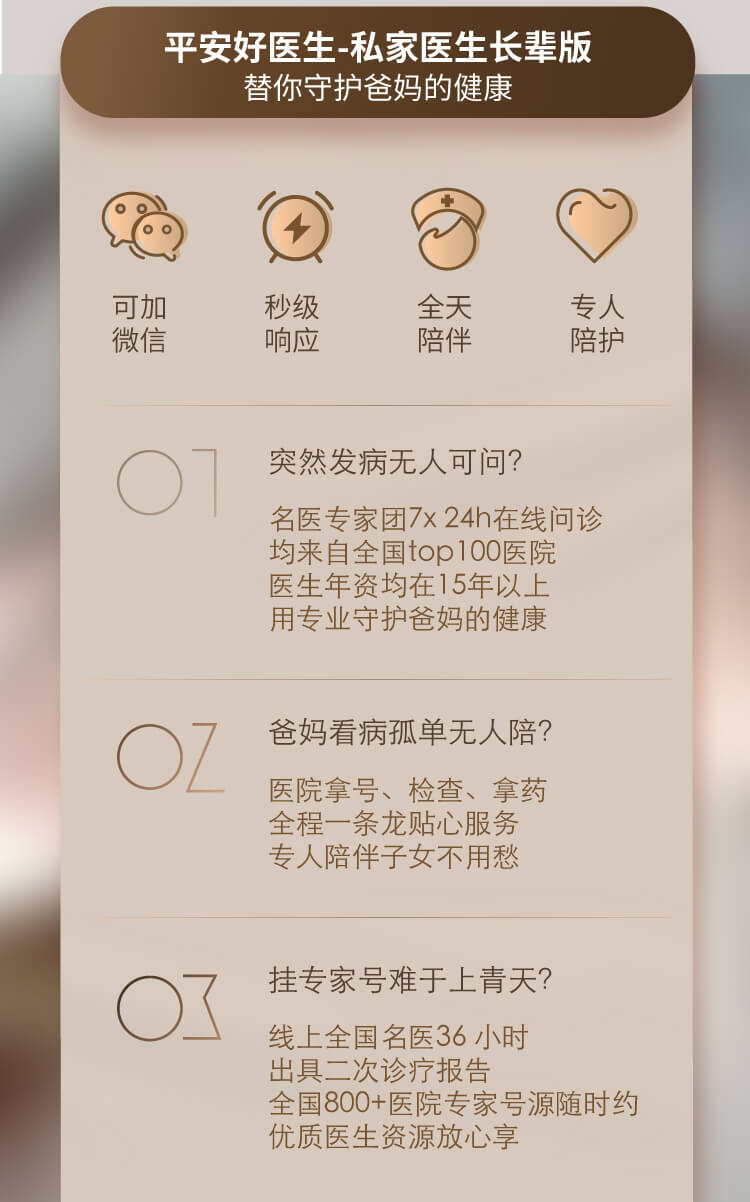 平安好医生-私家医生长辈版
替你守护爸妈的健康
可加 秒级 全天 专人
微信 响应 陪伴 陪护
01
突然发病无人可问?
名医专家团7x 24h在线问诊
均来自全国top100医院
医生年资均在15年以上
用专业守护爸妈的健康
02
爸妈看病孤单无人陪?
医院拿号、检查、拿药
全程一条龙贴心服务
专人陪伴子女不用愁
03
挂专家号难于上青天?
线上全国名医36 小时
出具二次诊疗报告
全国800+医院专家号源随时约
优质医生资源放心享